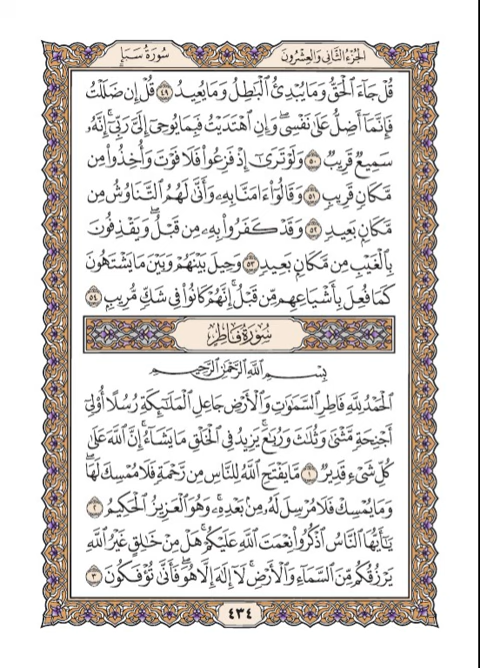 الجزء الثاني والعشرون
سورة سبإ
قُلْ جَآءَ ٱلْحَقُّ وَمَا يُبْدِئُ ٱلْبَٰطِلُ وَمَا يُعِيدُ ٤٩ قُلْ إِن ضَلَلْتُ
فَإِنَّمَآ أَضِلُّ عَلَىٰ نَفْسِى ۖ وَإِنِ ٱهْتَدَيْتُ فَبِمَا يُوحِىٓ إِلَىَّ رَبِّىٓ ۚ إِنَّهُۥ
سَمِيعٌ قَرِيبٌ ٥٠ وَلَوْ تَرَىٰٓ إِذْ فَزِعُوا۟ فَلَا فَوْتَ وَأُخِذُوا۟ مِن
مَّكَانٍ قَرِيبٍ ٥١ وَقَالُوٓا۟ ءَامَنَّا بِهِۦ وَأَنَّىٰ لَهُمُ ٱلتَّنَاوُشُ مِن
مَّكَانٍۭ بَعِيدٍ ٥٢ وَقَدْ كَفَرُوا۟ بِهِۦ مِن قَبْلُ ۖ وَيَقْذِفُونَ
بِٱلْغَيْبِ مِن مَّكَانٍۭ بَعِيدٍ ٥٣ وَحِيلَ بَيْنَهُمْ وَبَيْنَ مَا يَشْتَهُونَ
كَمَا فُعِلَ بِأَشْيَاعِهِم مِّن قَبْلُ ۚ إِنَّهُمْ كَانُوا۟ فِى شَكٍّ مُّرِيبٍۭ ٥٤
سورة فاطر
بِسْمِ ٱللَّهِ ٱلرَّحْمَٰنِ ٱلرَّحِيمِ
ٱلْحَمْدُ لِلَّهِ فَاطِرِ ٱلسَّمَٰوَٰتِ وَٱلْأَرْضِ جَاعِلِ ٱلْمَلَٰٓئِكَةِ رُسُلًا أُو۟لِىٓ
أَجْنِحَةٍ مَّثْنَىٰ وَثُلَٰثَ وَرُبَٰعَ ۚ يَزِيدُ فِى ٱلْخَلْقِ مَا يَشَآءُ ۚ إِنَّ ٱللَّهَ عَلَىٰ
كُلِّ شَىْءٍ قَدِيرٌ ١ مَّا يَفْتَحِ ٱللَّهُ لِلنَّاسِ مِن رَّحْمَةٍ فَلَا مُمْسِكَ لَهَا ۖ
وَمَا يُمْسِكْ فَلَا مُرْسِلَ لَهُۥ مِنۢ بَعْدِهِۦ ۚ وَهُوَ ٱلْعَزِيزُ ٱلْحَكِيمُ ٢
يَٰٓأَيُّهَا ٱلنَّاسُ ٱذْكُرُوا۟ نِعْمَتَ ٱللَّهِ عَلَيْكُمْ ۚ هَلْ مِنْ خَٰلِقٍ غَيْرُ ٱللَّهِ
يَرْزُقُكُم مِّنَ ٱلسَّمَآءِ وَٱلْأَرْضِ ۚ لَآ إِلَٰهَ إِلَّا هُوَ ۖ فَأَنَّىٰ تُؤْفَكُونَ ٣
٤٣٤